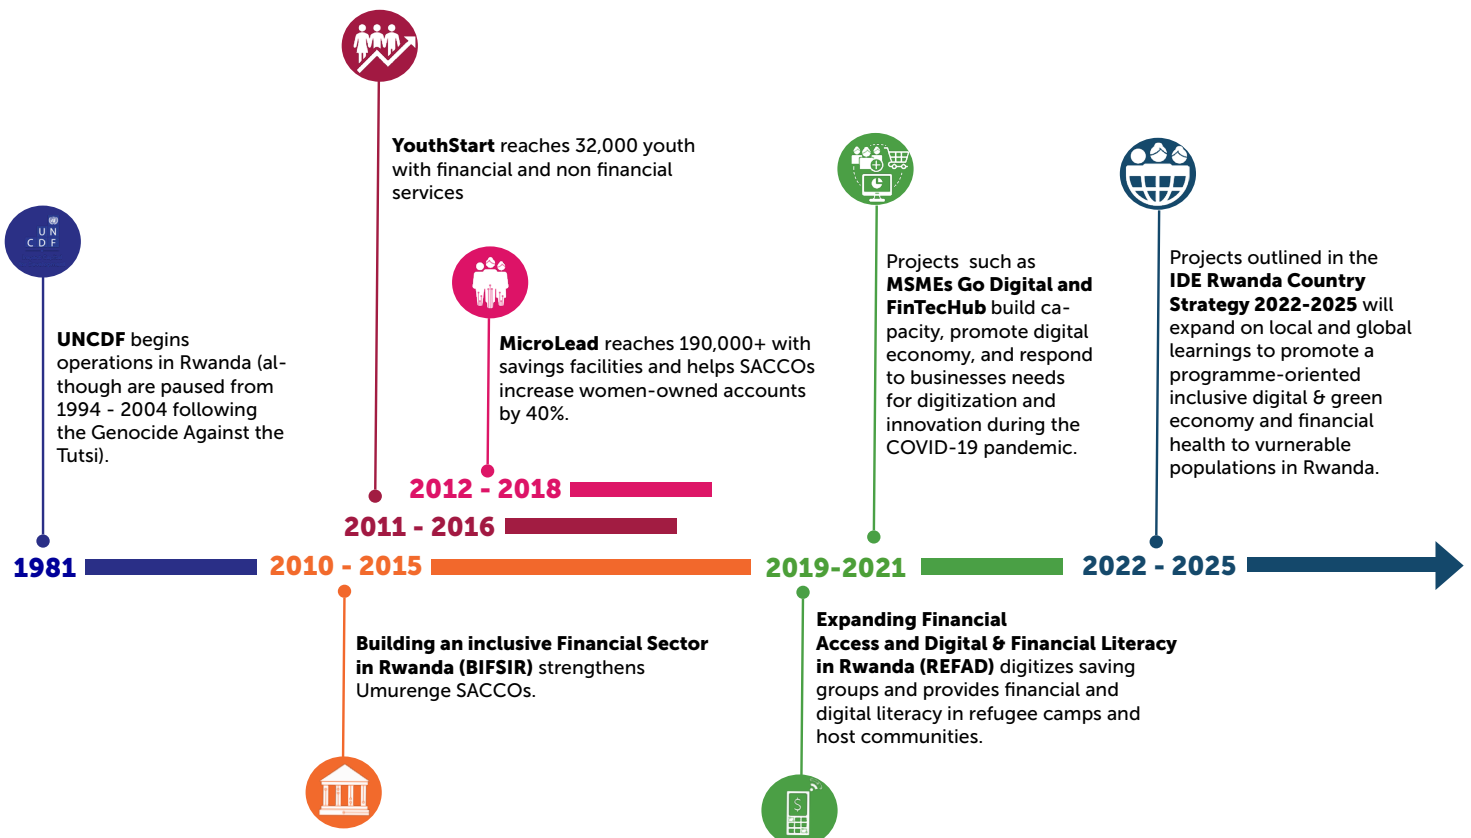 UN
CDF
UNCDF begins
operations in Rwanda (al-
though are paused from
1994 - 2004 following
the Genocide Against the
Tutsi).
1981
YouthStart reaches 32,000 youth
with financial and non financial
services
2011 - 2016
MicroLead reaches 190,000+ with
savings facilities and helps SACCOs
increase women-owned accounts
by 40%.
2012 - 2018
2010 - 2015
Building an inclusive Financial Sector
in Rwanda (BIFSIR) strengthens
Umurenge SACCOs.
Projects such as
MSMEs Go Digital and
FinTecHub build ca-
pacity, promote digital
economy, and respond
to businesses needs
for digitization and
innovation during the
COVID-19 pandemic.
2019-2021
Expanding Financial
Access and Digital & Financial Literacy
in Rwanda (REFAD) digitizes saving
groups and provides financial and
digital literacy in refugee camps and
host communities.
$
Projects outlined in the
IDE Rwanda Country
Strategy 2022-2025 will
expand on local and global
learnings to promote a
programme-oriented
inclusive digital & green
economy and financial
health to vurnerable
populations in Rwanda.
2022 - 2025